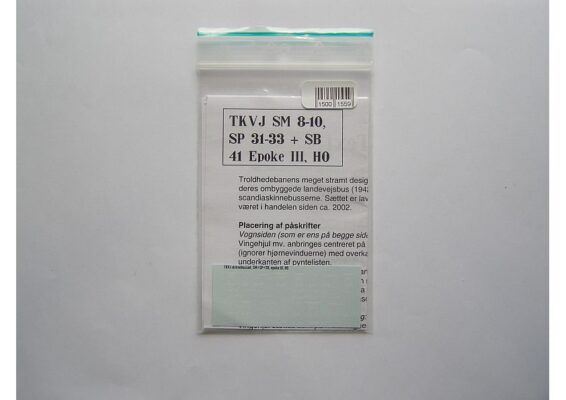 1500 1559
TKVJ SM 8-10,
SP 31-33 + SB
41 Epoke III, HO
Troldhedebanens meget stramt desig
deres ombyggede landevejsbus (194
scandiaskinnebusserne. Sættet er lav
været i handelen siden ca. 2002.
Placering af påskrifter
Vognsiden (som er ens på begge side
Vingehjul mv. anbringes centreret på
(ignorer hjørnevinduerne) med overka
underkanten af pyntelisten.